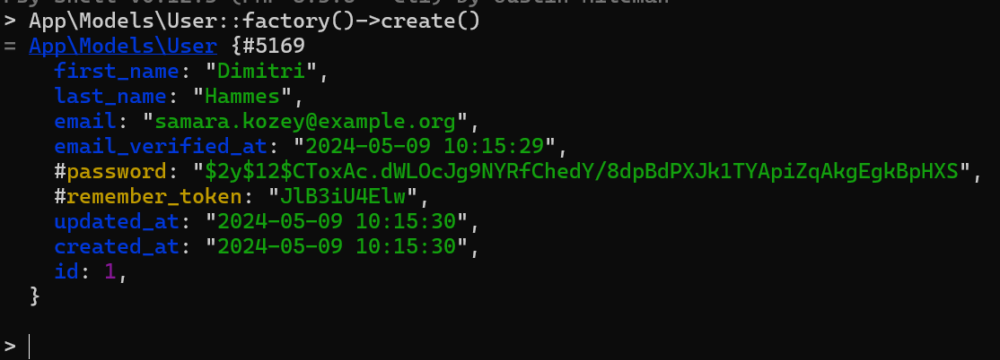 > App\Models\User::factory()->create()
= App\Models\User {#5169
first_name: "Dimitri",
last_name: "Hammes",
email: "samara.kozey@example.org",
email_verified_at: "2024-05-09 10:15:29",
#password: "$2y$12$CToxAc.dWLOcJg9NYRfChedY/8dpBdPXJk1TYApiZqAkgEgkBpHXS",
#remember_token: "JlB3iU4Elw",
updated_at: "2024-05-09 10:15:30",
created_at: "2024-05-09 10:15:30",
id: 1,
}
>